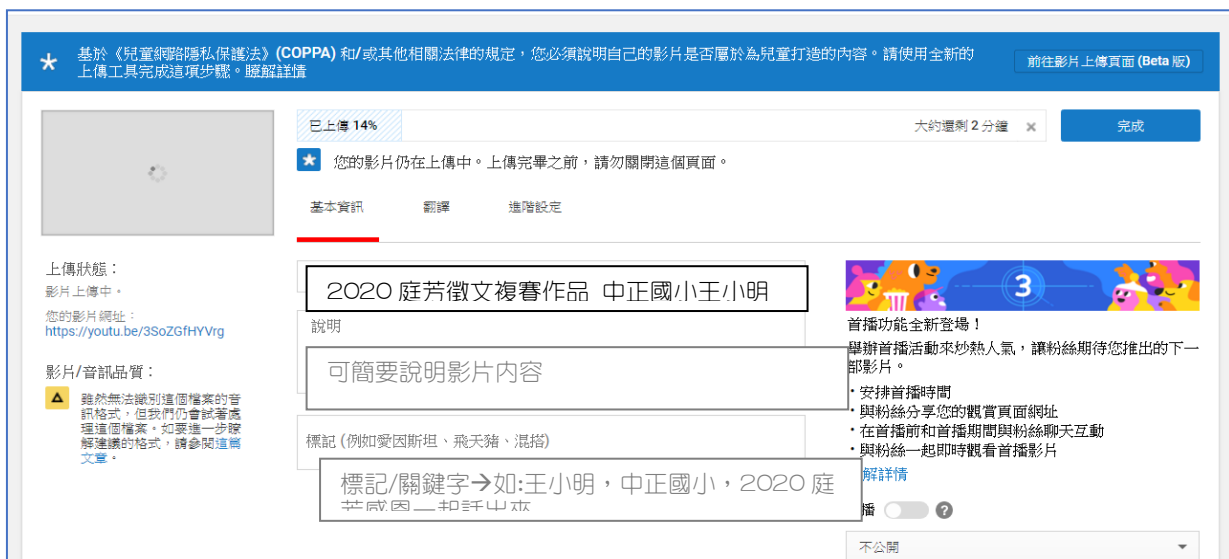 基於《兒童網路隱私保護法》(COPPA) 和/或其他相關法律的規定，您必須說明自己的影片是否屬於為兒童打造的內容。請使用全新的
上傳工具完成這項步驟。瞭解詳情
前往影片上傳頁面 (Beta 版)
已上傳 14%
大約還剩 2 分鐘
完成
您的影片仍在上傳中。上傳完畢之前，請勿關閉這個頁面。
基本資訊
翻譯
進階設定
上傳狀態：
影片上傳中。
您的影片網址：
https://youtu.be/3SoZGfHYVrg
影片/音訊品質：
雖然無法識別這個檔案的音
訊格式，但我們仍會試著處
理這個檔案。如要進一步瞭
解建議的格式，請參閱這篇
文章。
2020 庭芳徵文複賽作品 中正國小王小明
說明
可簡要說明影片內容
標記 (例如愛因斯坦、飛天豬、混搭)
標記/關鍵字→如:王小明，中正國小，2020 庭
芳感恩一起話出來
3
首播功能全新登場！
舉辦首播活動來炒熱人氣，讓粉絲期待您推出的下一
部影片。
・安排首播時間
・與粉絲分享您的觀賞頁面網址
・在首播前和首播期間與粉絲聊天互動
・與粉絲一起即時觀看首播影片
解詳情
播
不公開